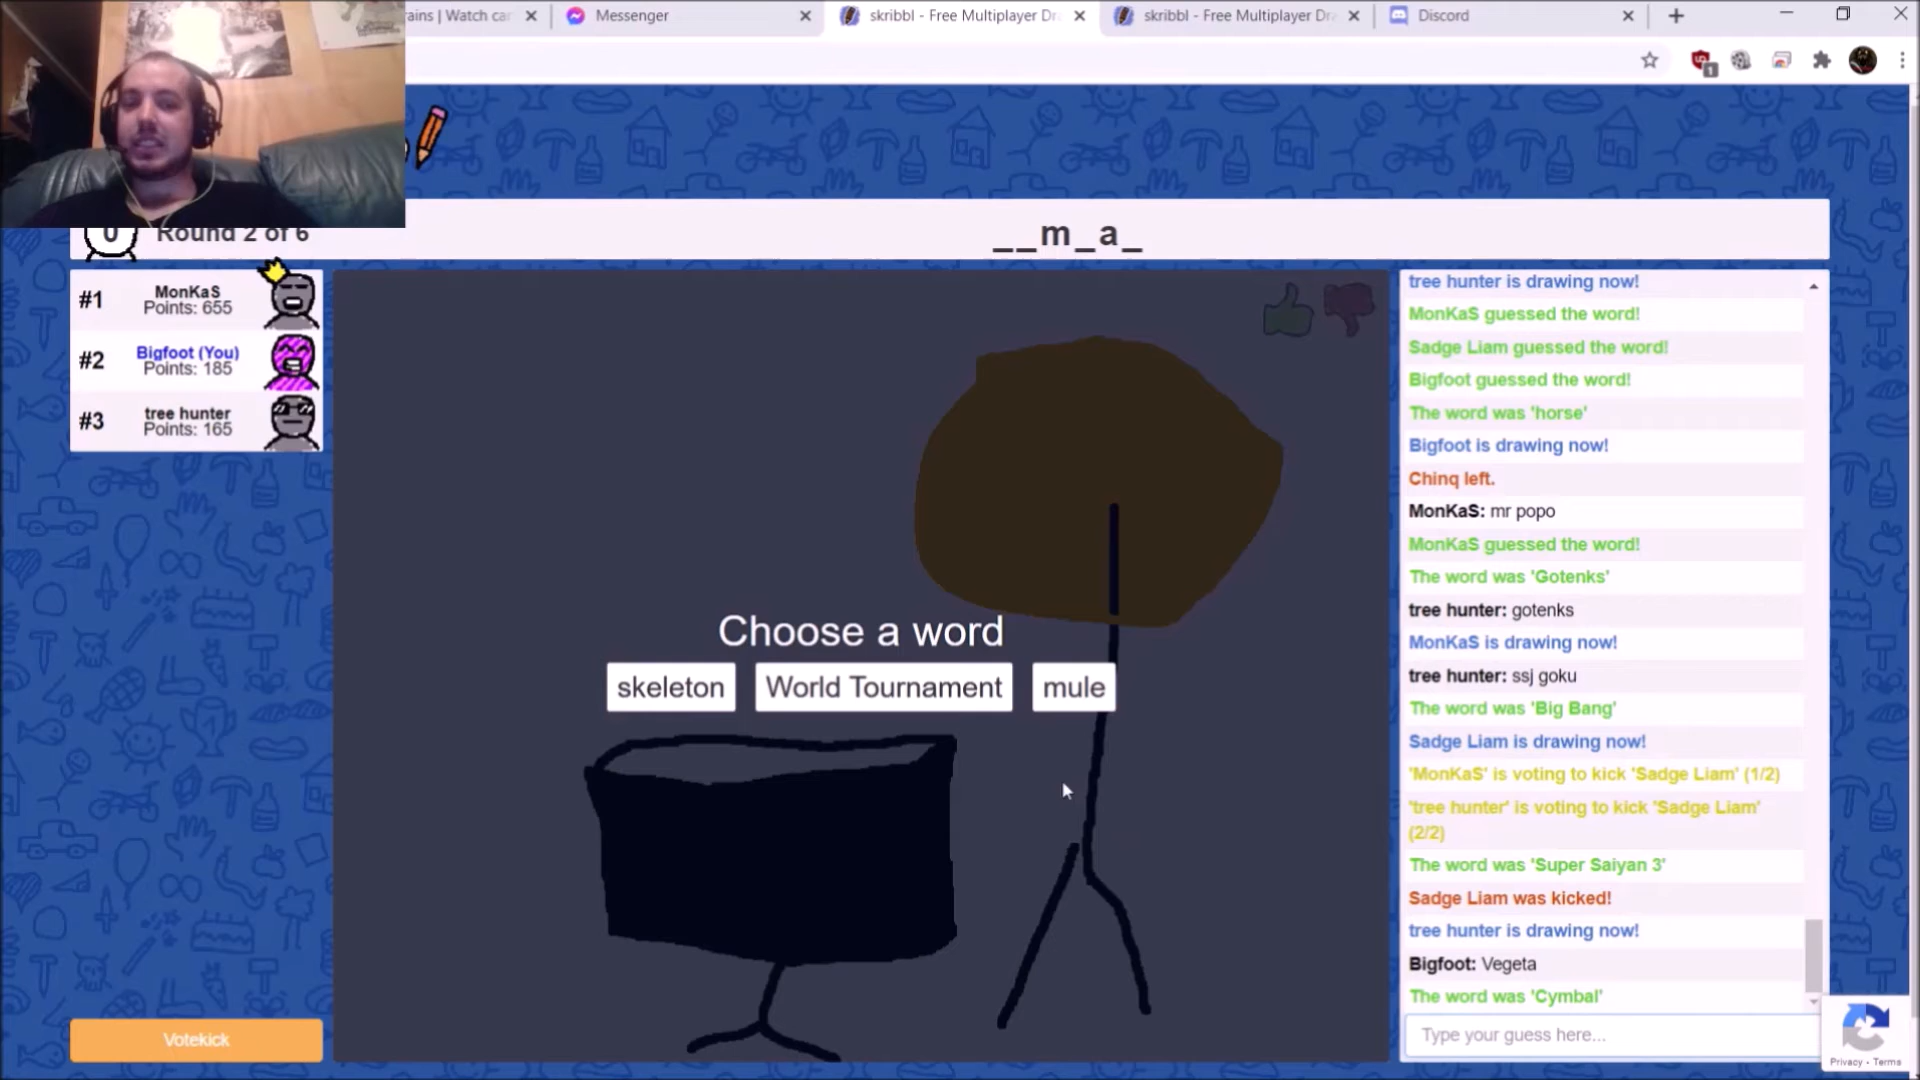 rains | Watch car
Messenger
skribbl - Free Multiplayer Dr
skribbl - Free Multiplayer Dra
Discord
1
0
Round 2 of 6
__m_a_
#1
MonKaS
Points: 655
#2
Bigfoot (You)
Points: 185
#3
tree hunter
Points: 165
Choose a word
skeleton
World Tournament
mule
tree hunter is drawing now!
MonKaS guessed the word!
Sadge Liam guessed the word!
Bigfoot guessed the word!
The word was 'horse'
Bigfoot is drawing now!
Chinq left.
MonKaS: mr popo
MonKaS guessed the word!
The word was 'Gotenks'
tree hunter: gotenks
MonKaS is drawing now!
tree hunter: ssj goku
The word was 'Big Bang'
Sadge Liam is drawing now!
'MonKaS' is voting to kick 'Sadge Liam' (1/2)
'tree hunter' is voting to kick 'Sadge Liam'
(2/2)
The word was 'Super Saiyan 3'
Sadge Liam was kicked!
tree hunter is drawing now!
Bigfoot: Vegeta
The word was 'Cymbal'
Type your guess here...
Votekick
Privacy - Terms